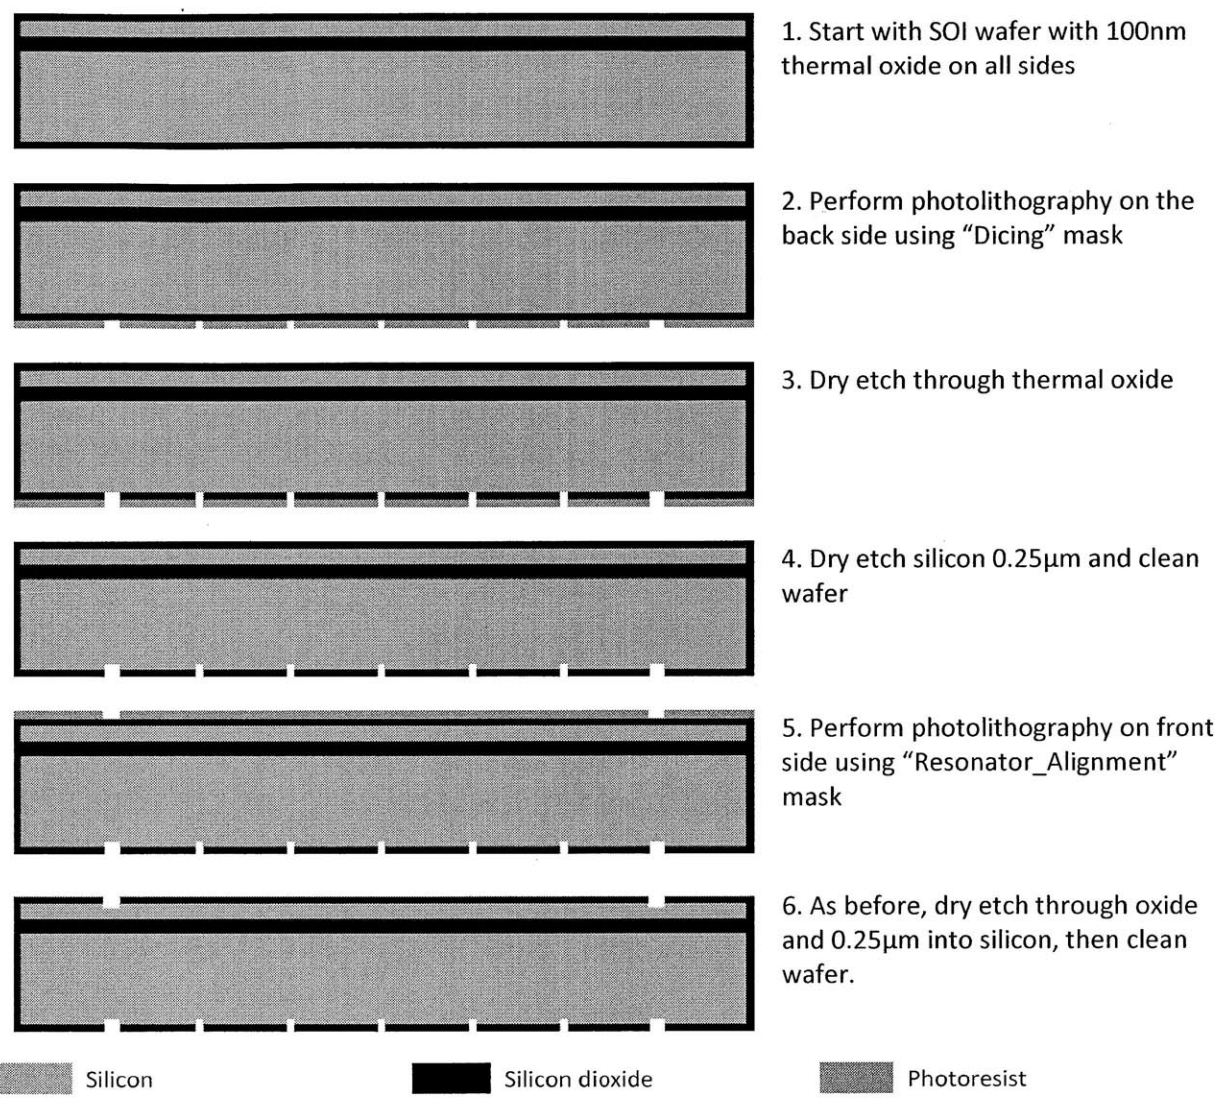 1. Start with SOI wafer with 100nm
thermal oxide on all sides
2. Perform photolithography on the
back side using “Dicing” mask
3. Dry etch through thermal oxide
4. Dry etch silicon 0.25μm and clean
wafer
5. Perform photolithography on front
side using “Resonator_Alignment”
mask
6. As before, dry etch through oxide
and 0.25μm into silicon, then clean
wafer.
Silicon
Silicon dioxide
Photoresist